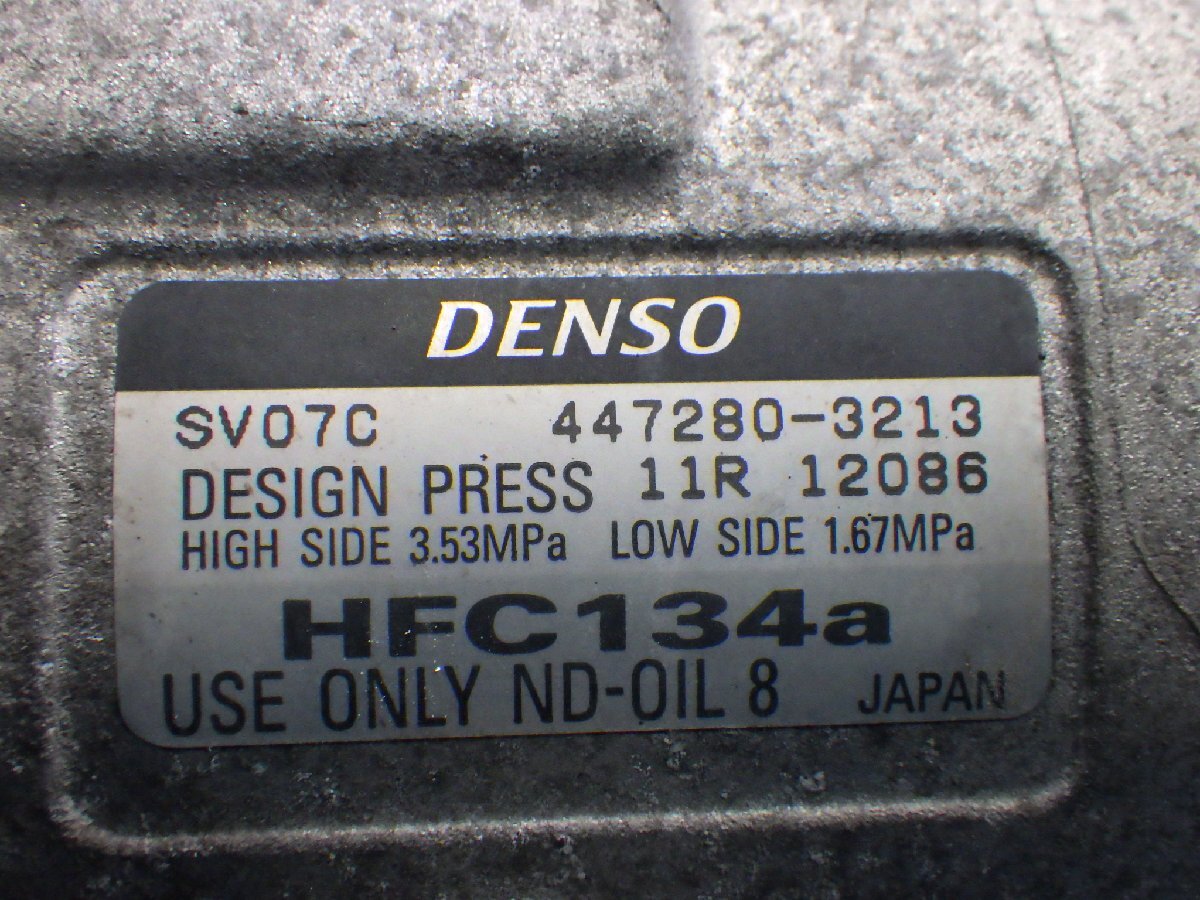 DENSO
SV07C 447280-3213
DESIGN PRESS 11R 12086
HIGH SIDE 3.53MPa LOW SIDE 1.67MPa
HFC134a
USE ONLY ND-OIL 8 JAPAN